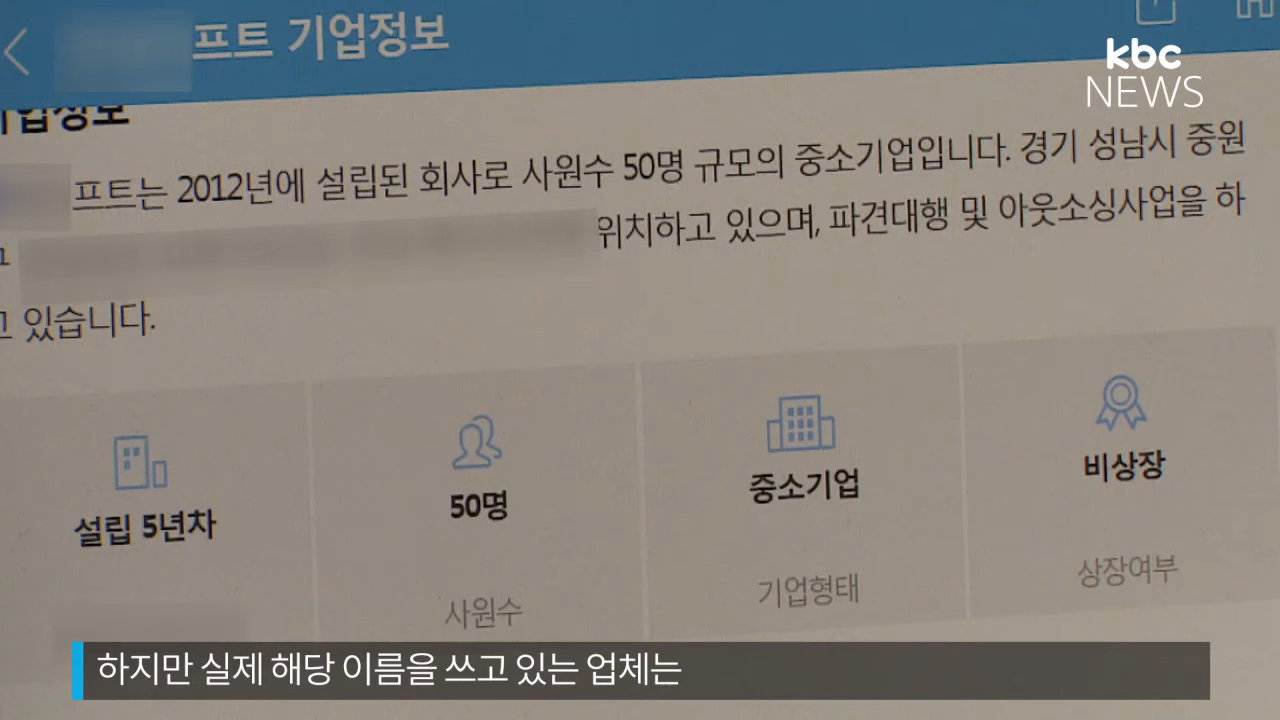 프트 기업정보
kbc
NEWS
기업정보
프트는 2012년에 설립된 회사로 사원수 50명 규모의 중소기업입니다. 경기 성남시 중원
위치하고 있으며, 파견대행 및 아웃소싱사업을 하
고 있습니다.
설립 5년차
50명
중소기업
비상장
사원수
기업형태
상장여부
하지만 실제 해당 이름을 쓰고 있는 업체는